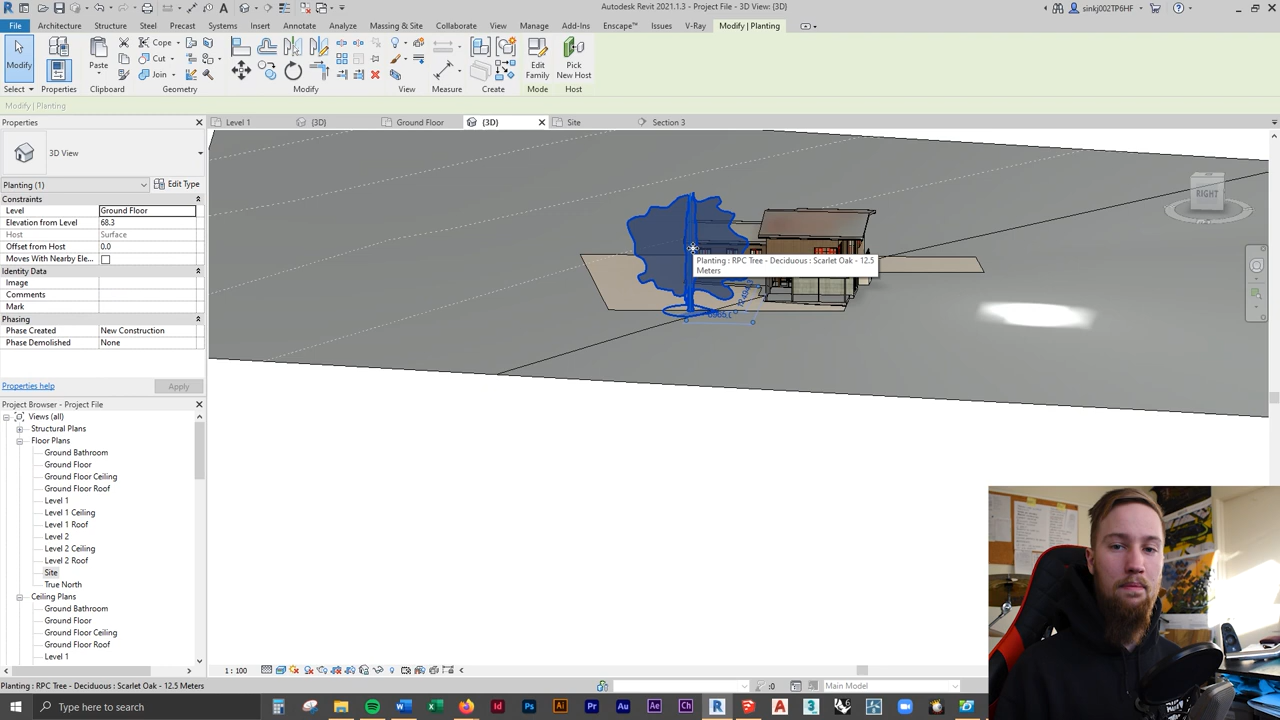 Autodesk Revit 2021.1.3 - Project File - 3D View: {3D}
sinkj002TP6HF
File Architecture Structure Steel Precast Systems Insert Annotate Analyze Massing & Site Collaborate View Manage Add-Ins Enscape™ Issues V-Ray Modify | Planting
Cope
Cut
Join
Paste
Modify
Edit Family
Pick New Host
Select Properties Clipboard Geometry Modify View Measure Create Mode Host
Modify | Planting
Properties
Level 1 {3D} Ground Floor {3D} Site Section 3
3D View
Planting (1) Edit Type
Constraints
Level Ground Floor
Elevation from Level 68.3
Host Surface
Offset from Host 0.0
Moves With Nearby Ele...
Identity Data
Image
Comments
Mark
Phasing
Phase Created New Construction
Phase Demolished None
Properties help Apply
RIGHT
Planting : RPC Tree - Deciduous : Scarlet Oak - 12.5
Meters
Project Browser - Project File
Views (all)
Structural Plans
Floor Plans
Ground Bathroom
Ground Floor
Ground Floor Ceiling
Ground Floor Roof
Level 1
Level 1 Ceiling
Level 1 Roof
Level 2
Level 2 Ceiling
Level 2 Roof
Site
True North
Ceiling Plans
Ground Bathroom
Ground Floor
Ground Floor Ceiling
Ground Floor Roof
Level 1
1 : 100
Planting : RPC Tree - Deciduous : Scarlet Oak - 12.5 Meters
:0
Main Model
Type here to search